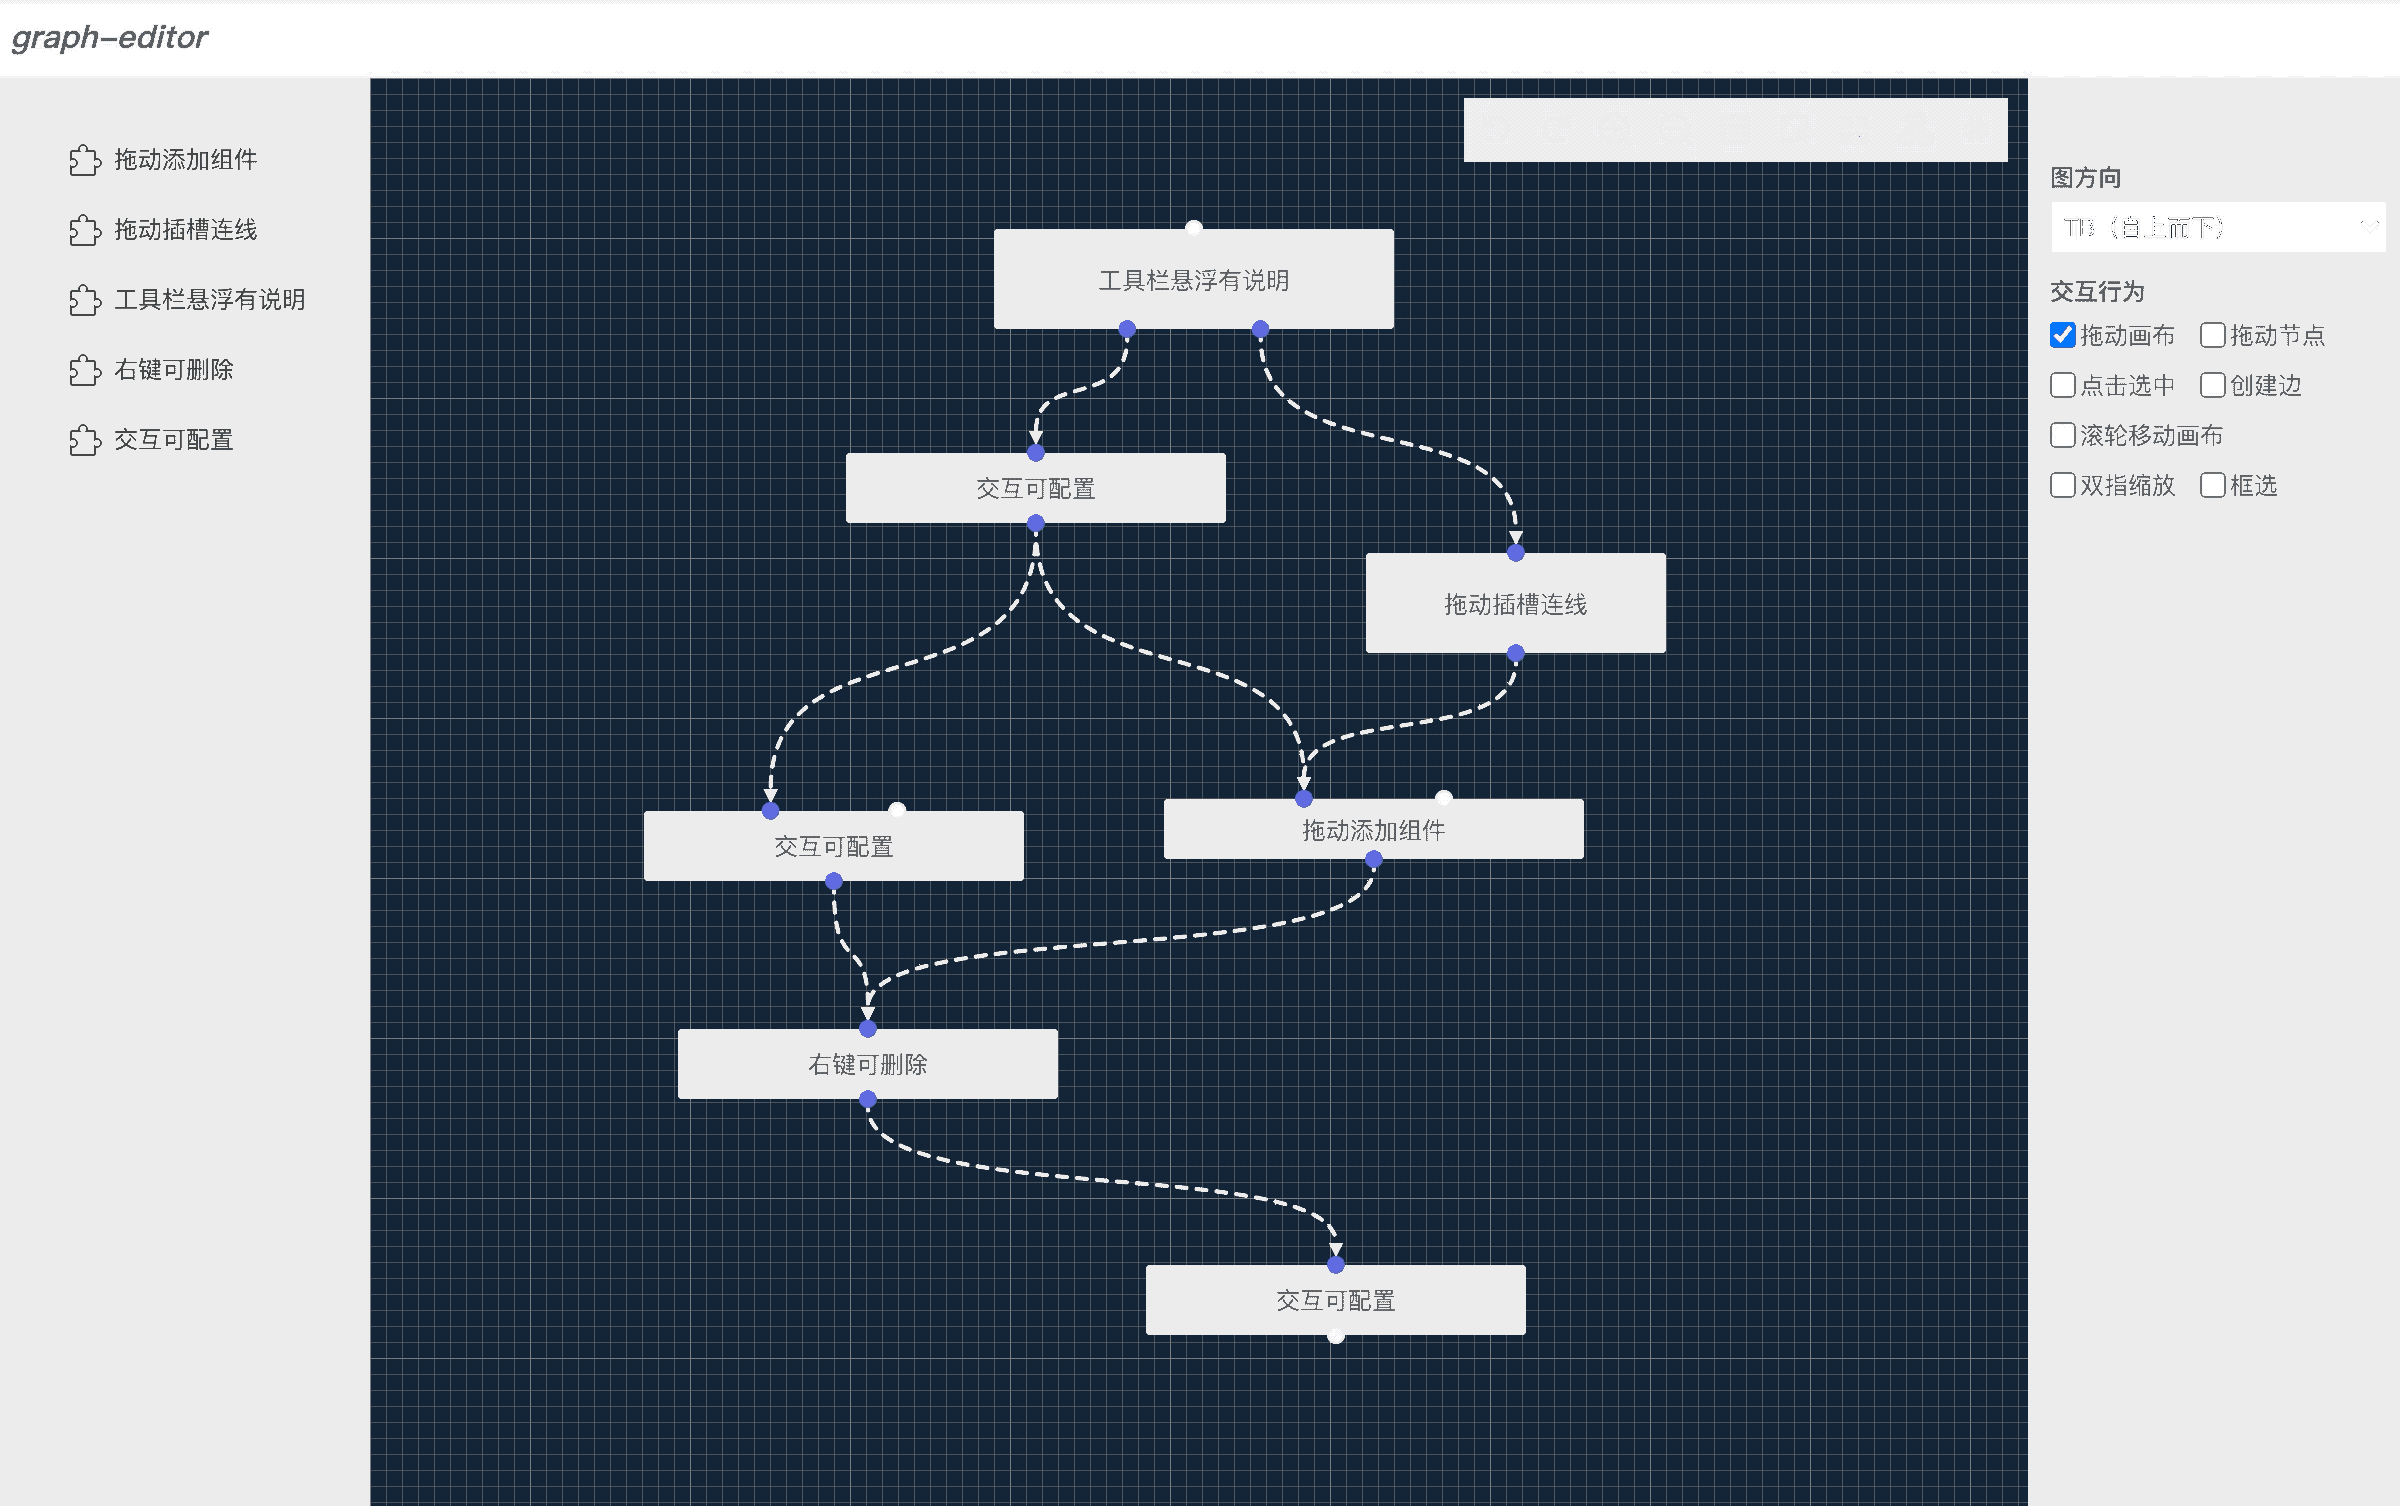 graph-editor
拖动添加组件
拖动插槽连线
工具栏悬浮有说明
右键可删除
交互可配置
工具栏悬浮有说明
交互可配置
拖动插槽连线
交互可配置
拖动添加组件
右键可删除
交互可配置
图方向
TB（自上而下）
交互行为
拖动画布 拖动节点
点击选中 创建边
滚轮移动画布
双指缩放 框选